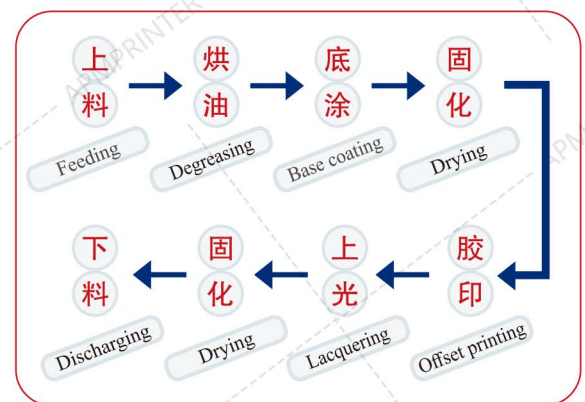 上料
Feeding
烘油
Degreasing
底涂
Base coating
固化
Drying
胶印
Offset printing
上光
Lacquering
固化
Drying
下料
Discharging
APMPRINTER